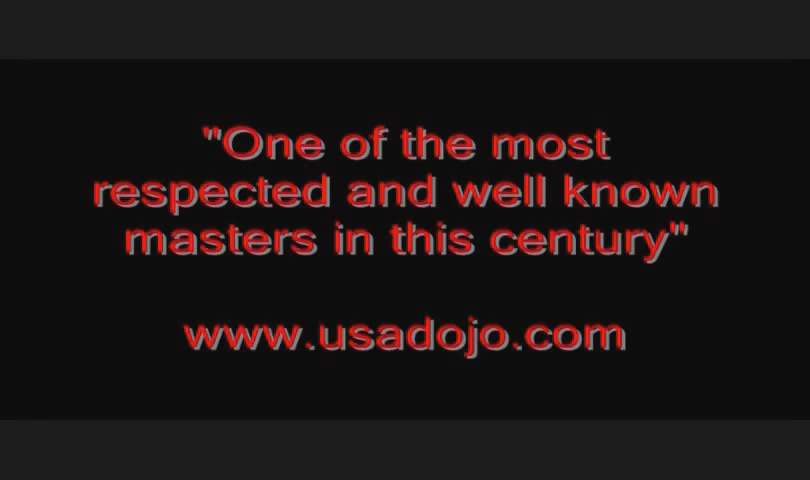 "One of the most
respected and well known
masters in this century"
www.usadojo.com